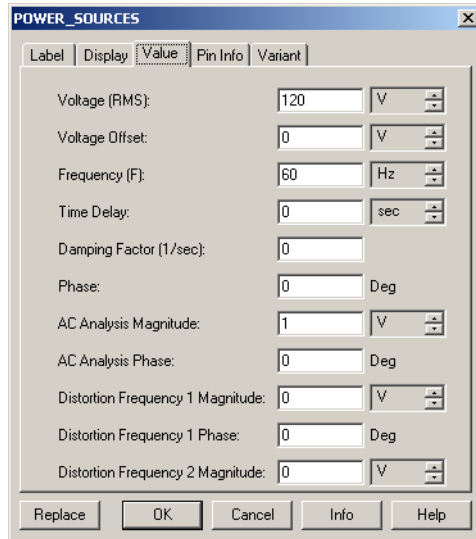 POWER_SOURCES
Label Display Value Pin Info Variant
Voltage (RMS): 120 V
Voltage Offset: 0 V
Frequency (F): 60 Hz
Time Delay: 0 sec
Damping Factor (1/sec): 0
Phase: 0 Deg
AC Analysis Magnitude: 1 V
AC Analysis Phase: 0 Deg
Distortion Frequency 1 Magnitude: 0 V
Distortion Frequency 1 Phase: 0 Deg
Distortion Frequency 2 Magnitude: 0 V
Replace OK Cancel Info Help